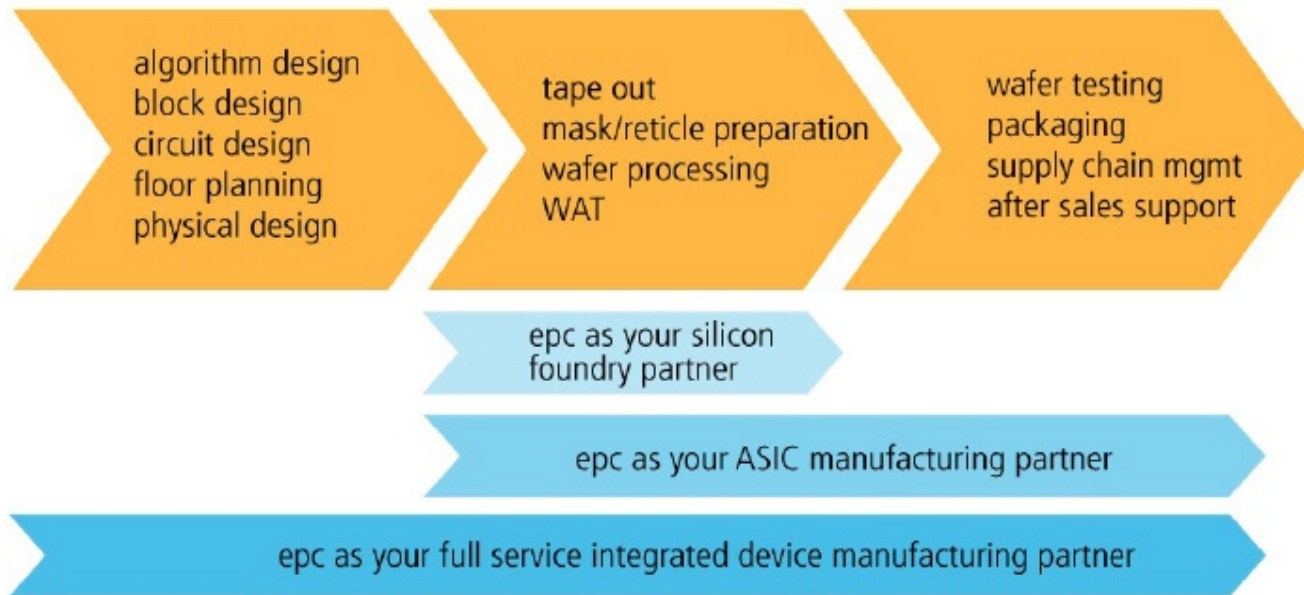 algorithm design
block design
circuit design
floor planning
physical design
tape out
mask/reticle preparation
wafer processing
WAT
wafer testing
packaging
supply chain mgmt
after sales support
epc as your silicon
foundry partner
epc as your ASIC manufacturing partner
epc as your full service integrated device manufacturing partner